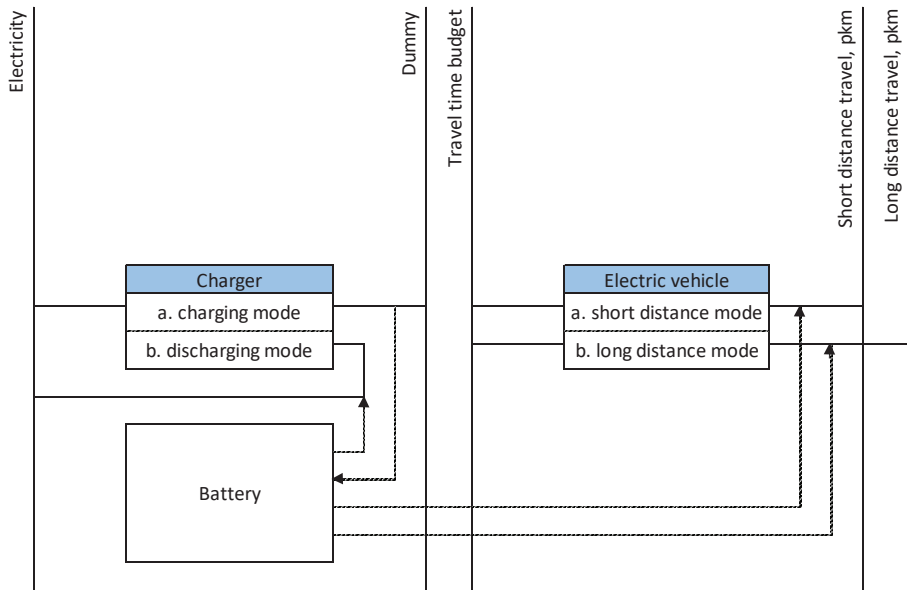 Electricity
Dummy
Travel time budget
Short distance travel, pkm
Long distance travel, pkm
Charger
a. charging mode
b. discharging mode
Electric vehicle
a. short distance mode
b. long distance mode
Battery